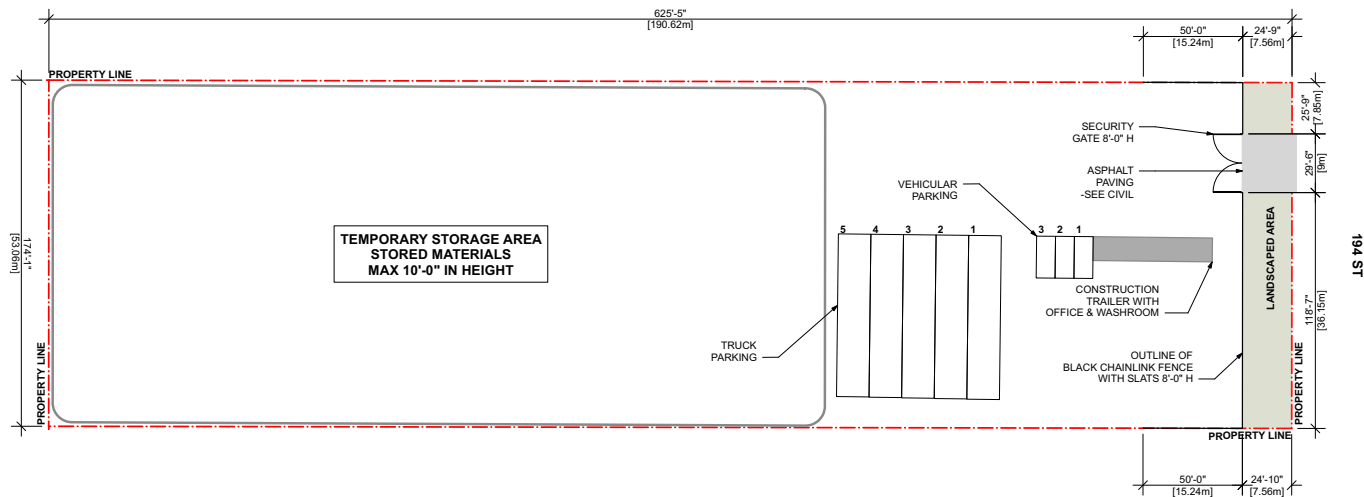 625'-5"
[190.62m]
50'-0"
[15.24m]
24'-9"
[7.56m]
PROPERTY LINE
25'-9"
[7.85m]
SECURITY
GATE 8'-0" H
29'-6"
[9m]
ASPHALT
PAVING
-SEE CIVIL
VEHICULAR
PARKING
174'-1"
[53.06m]
TEMPORARY STORAGE AREA
STORED MATERIALS
MAX 10'-0" IN HEIGHT
5
4
3
2
1
3
2
1
LANDSCAPED AREA
194 ST
CONSTRUCTION
TRAILER WITH
OFFICE & WASHROOM
118'-7"
[36.15m]
TRUCK
PARKING
OUTLINE OF
BLACK CHAINLINK FENCE
WITH SLATS 8'-0" H
PROPERTY LINE
PROPERTY LINE
PROPERTY LINE
50'-0"
[15.24m]
24'-10"
[7.56m]